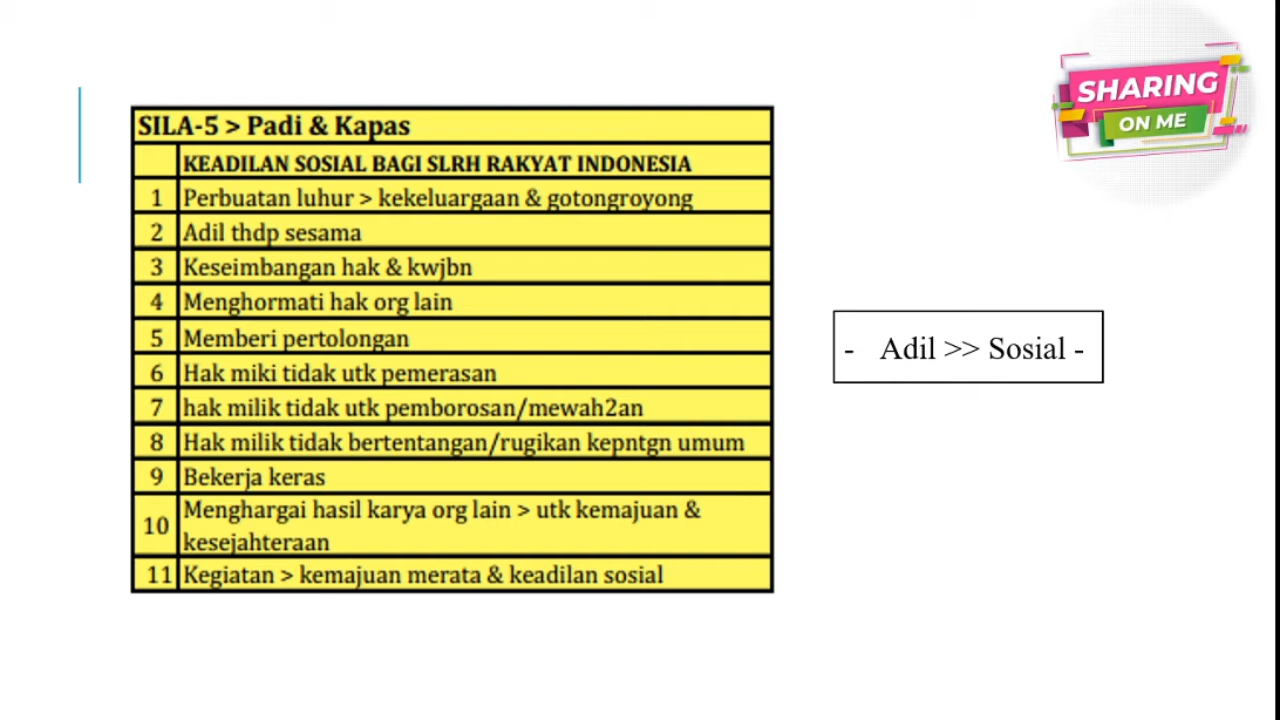 SHARING
ON ME
SILA-5 > Padi & Kapas
KEADILAN SOSIAL BAGI SLRH RAKYAT INDONESIA
1 Perbuatan luhur > kekeluargaan & gotongroyong
2 Adil thdp sesama
3 Keseimbangan hak & kwjbn
4 Menghormati hak org lain
5 Memberi pertolongan
6 Hak miki tidak utk pemerasan
7 hak milik tidak utk pemborosan/mewah2an
8 Hak milik tidak bertentangan/rugikan kepntgn umum
9 Bekerja keras
10 Menghargai hasil karya org lain > utk kemajuan &
kesejahteraan
11 Kegiatan > kemajuan merata & keadilan sosial
- Adil >> Sosial -